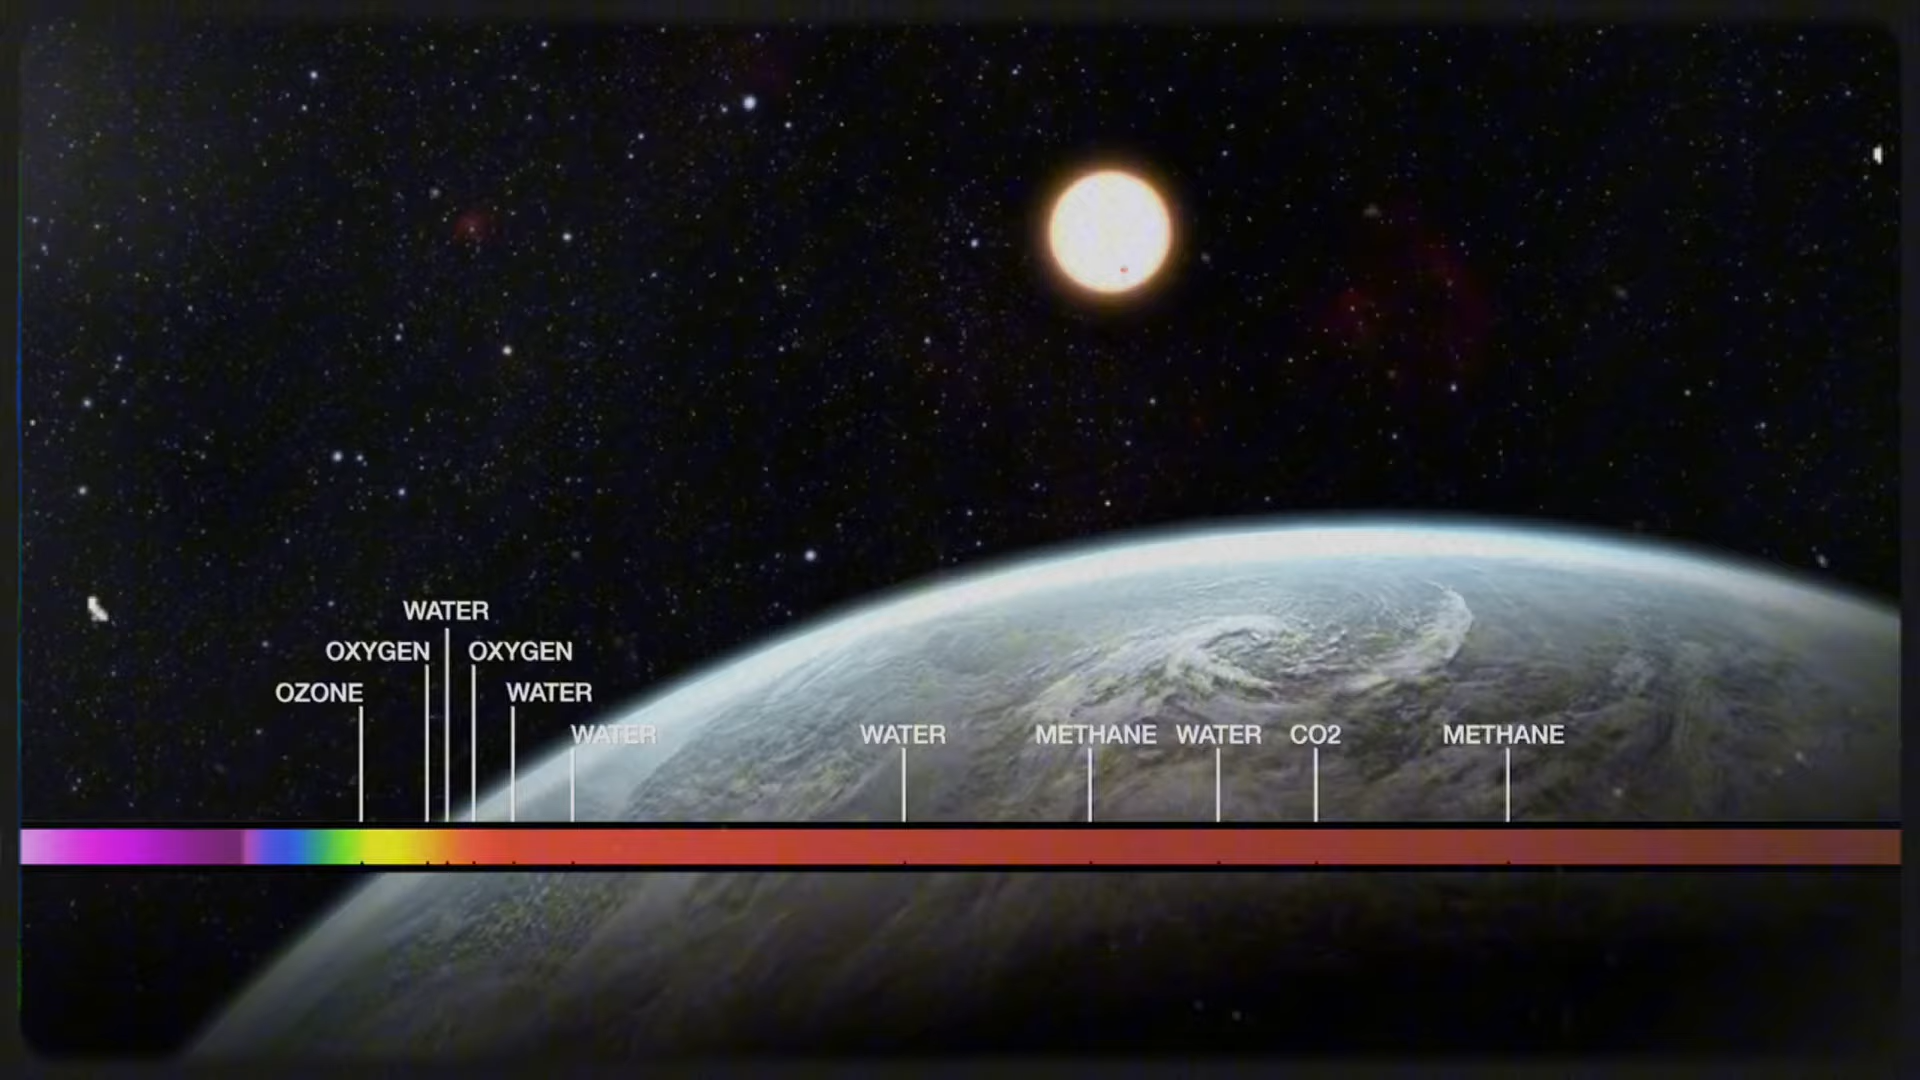 WATER
OXYGEN OXYGEN
OZONE WATER
WATER WATER METHANE WATER CO2 METHANE